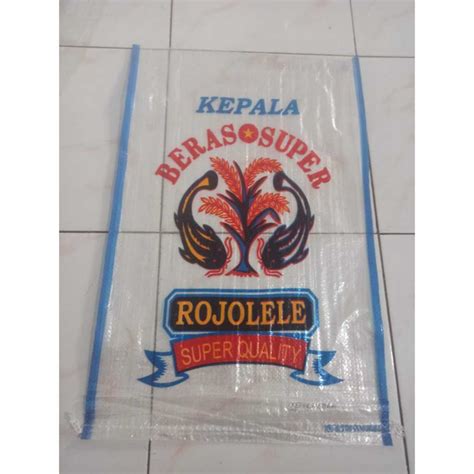 KEPALA
BERAS SUPER
ROJOLELE
SUPER QUALITY